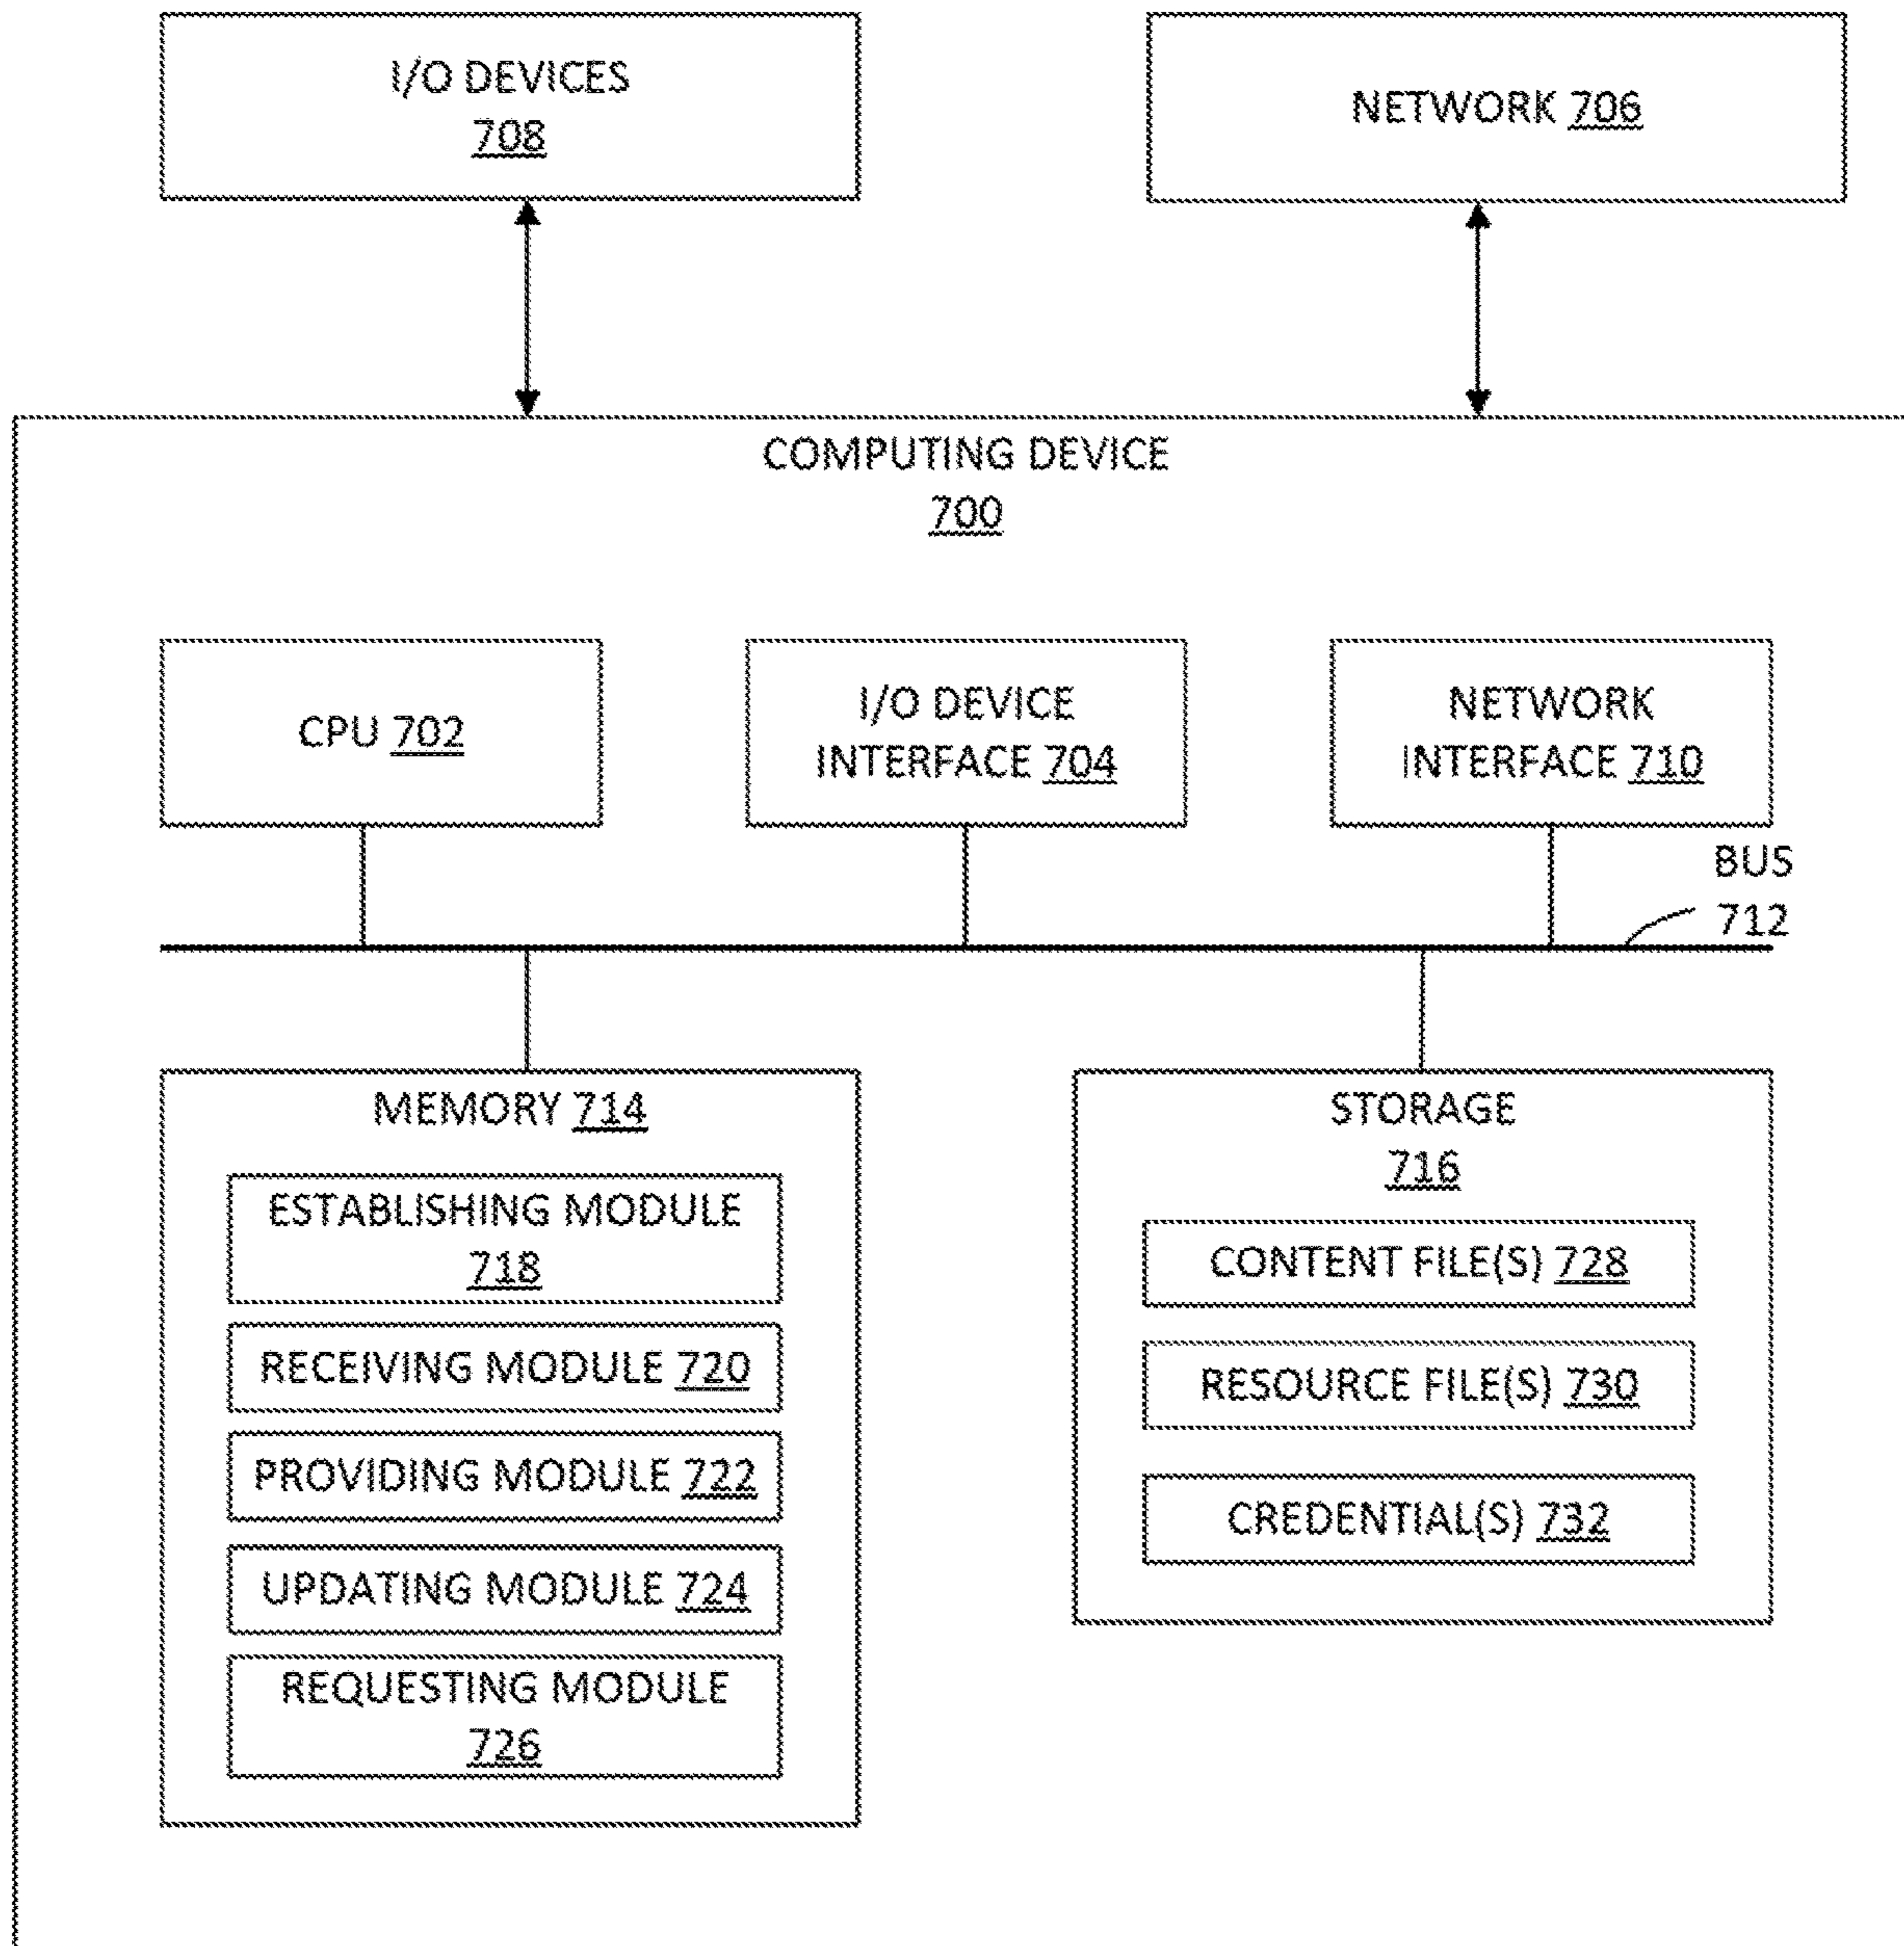 I/O DEVICES
708
NETWORK 706
COMPUTING DEVICE
700
CPU 702
I/O DEVICE
INTERFACE 704
NETWORK
INTERFACE 710
BUS
712
MEMORY 714
ESTABLISHING MODULE
718
RECEIVING MODULE 720
PROVIDING MODULE 722
UPDATING MODULE 724
REQUESTING MODULE
726
STORAGE
716
CONTENT FILE(S) 728
RESOURCE FILE(S) 730
CREDENTIAL(S) 732